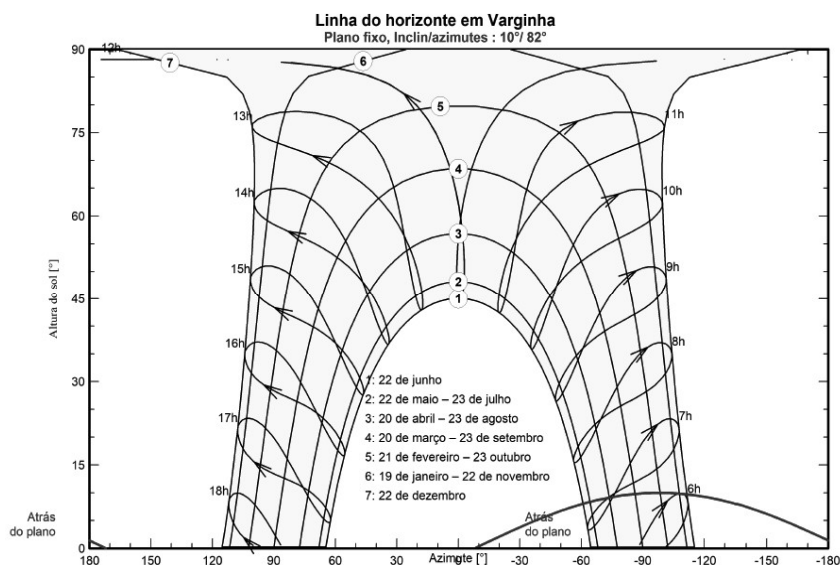 Linha do horizonte em Varginha
Plano fixo, Inclin/azimutes : 10°/ 82°
Altura do sol [°]
90
75
60
45
30
15
0
12h
13h
14h
15h
16h
17h
18h
11h
10h
9h
8h
7h
6h
7
6
5
4
3
2
1
1: 22 de junho
2: 22 de maio – 23 de julho
3: 20 de abril – 23 de agosto
4: 20 de março – 23 de setembro
5: 21 de fevereiro – 23 outubro
6: 19 de janeiro – 22 de novembro
7: 22 de dezembro
Atrás
do plano
Atrás
do plano
180 150 120 90 60 30 0 -30 -60 -90 -120 -150 -180
Azimute [°]